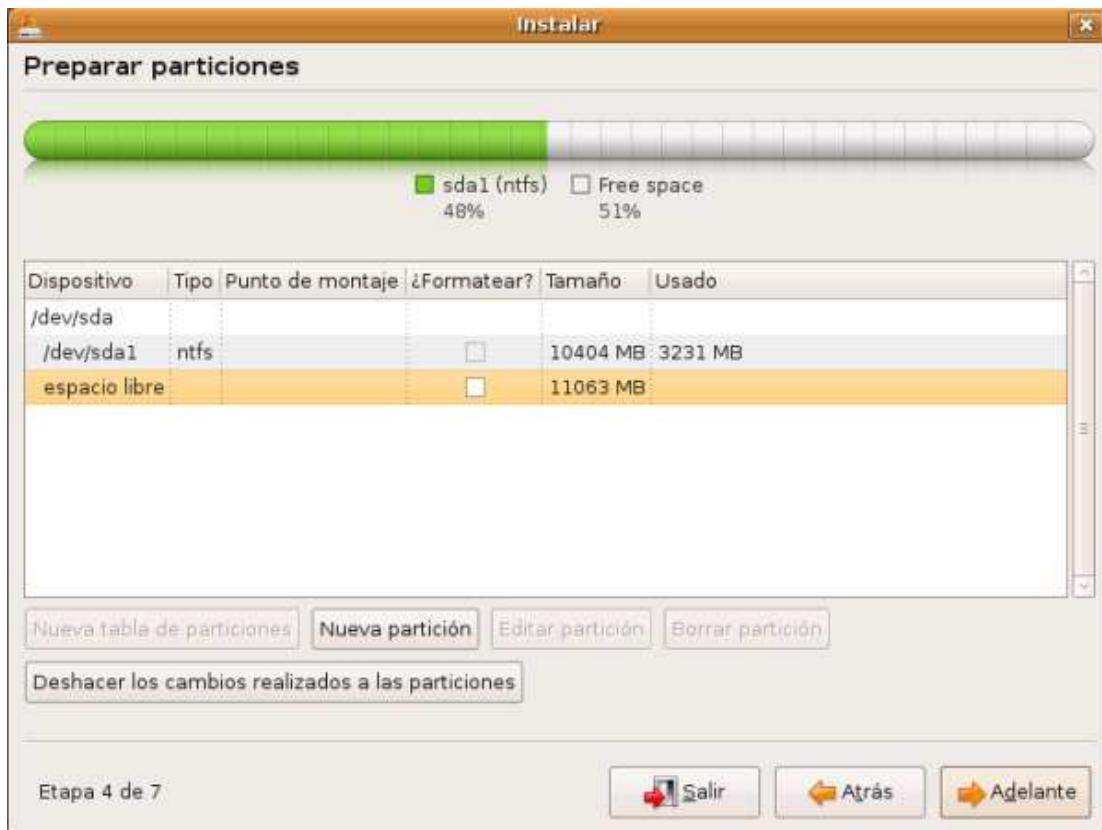 Instalar
Preparar particiones
sda1 (ntfs) Free space
48% 51%
Dispositivo Tipo Punto de montaje ¿Formatear? Tamaño Usado
/dev/sda
/dev/sda1 ntfs 10404 MB 3231 MB
espacio libre 11063 MB
Nueva tabla de particiones Nueva partición Editar partición Borrar partición
Deshacer los cambios realizados a las particiones
Etapa 4 de 7 Salir Atrás Adelante